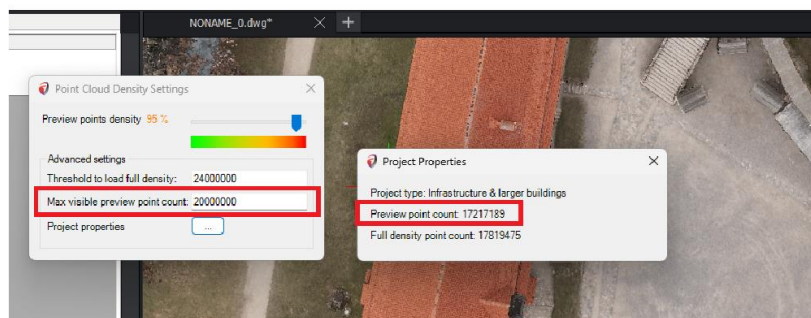 NONAME_0.dwg*
Point Cloud Density Settings
Preview points density 95 %
Advanced settings
Threshold to load full density: 24000000
Max visible preview point count: 20000000
Project properties ...
Project Properties
Project type: Infrastructure & larger buildings
Preview point count: 17217189
Full density point count: 17819475